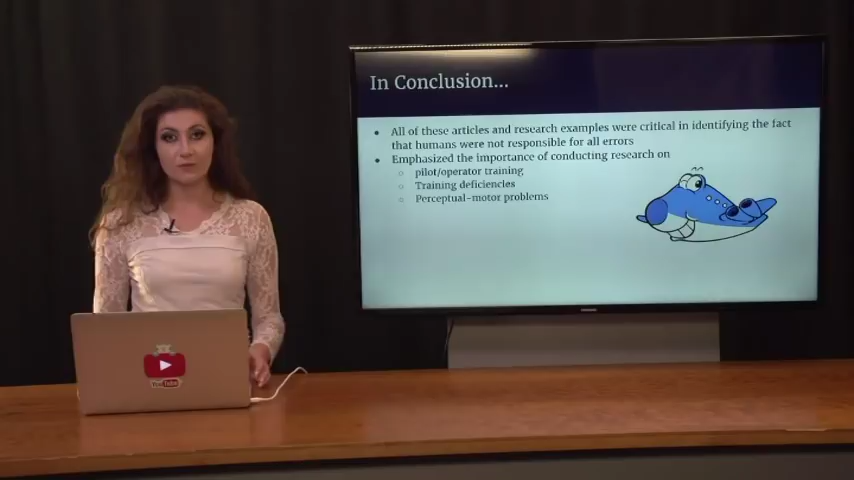 In Conclusion...
● All of these articles and research examples were critical in identifying the fact
that humans were not responsible for all errors
● Emphasized the importance of conducting research on
○ pilot/operator training
○ Training deficiencies
○ Perceptual-motor problems
YouTube